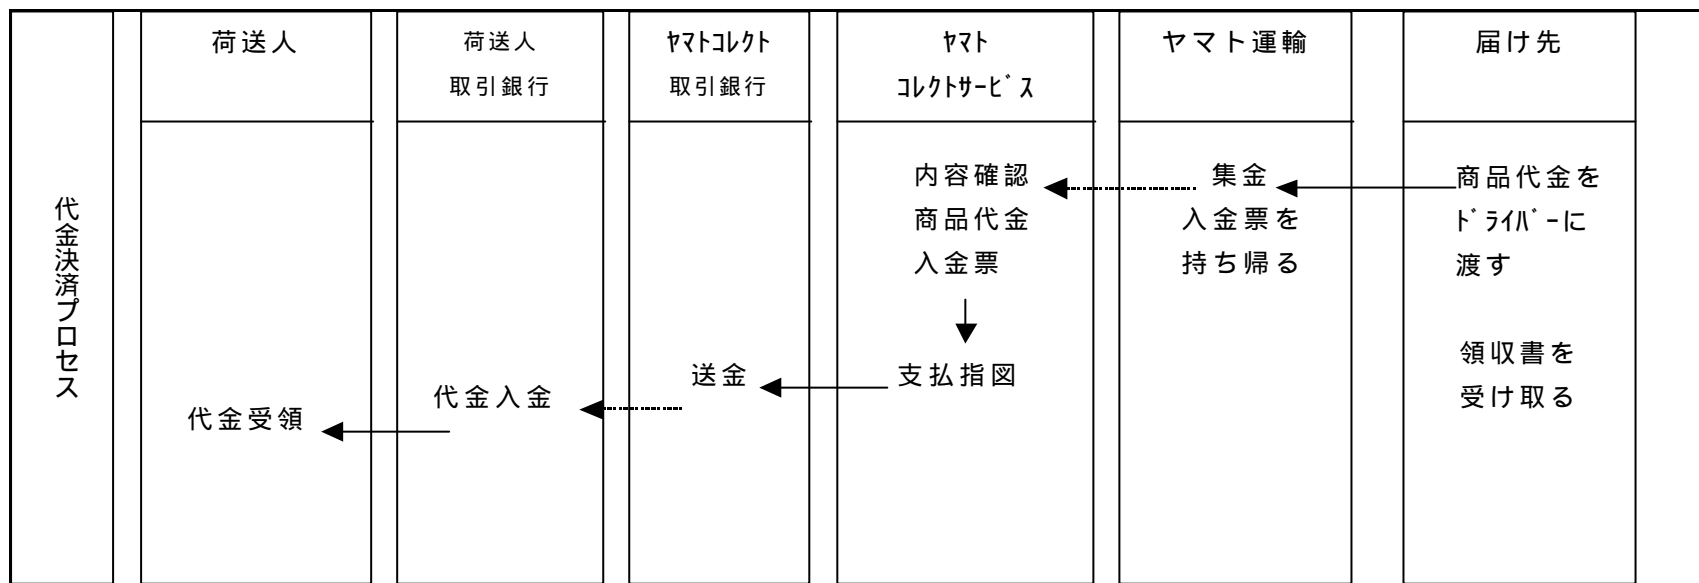 荷送人
荷送人
取引銀行
ﾔﾏﾄｺﾚｸﾄ
取引銀行
ﾔﾏﾄ
ｺﾚｸﾄｻｰﾋﾞｽ
ヤマト運輸
届け先
代金決済プロセス
代金受領
代金入金
送金
内容確認
商品代金
入金票
支払指図
集金
入金票を
持ち帰る
商品代金を
ﾄﾞﾗｲﾊﾞｰに
渡す
領収書を
受け取る